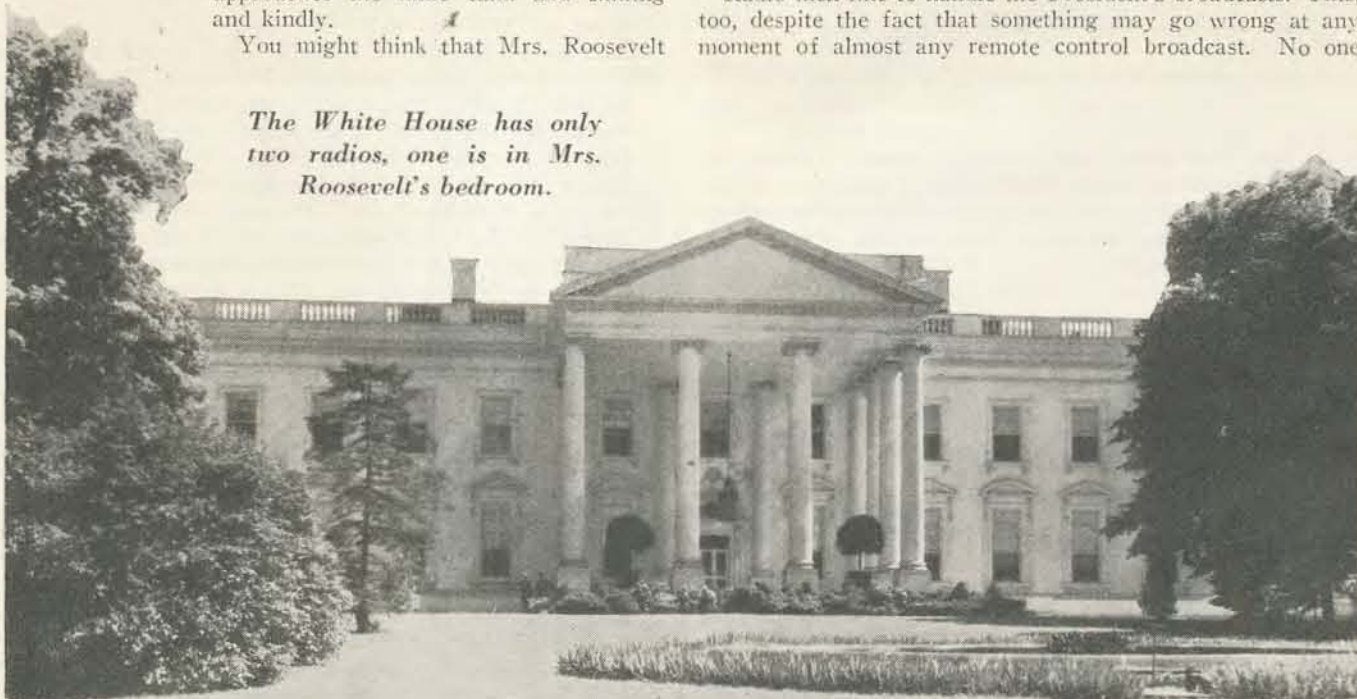 and kindly.
You might think that Mrs. Roosevelt
too, despite the fact that something may go wrong at any
moment of almost any remote control broadcast. No one
The White House has only
two radios, one is in Mrs.
Roosevelt's bedroom.